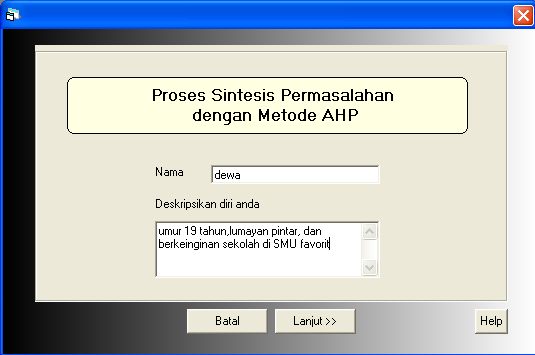 Proses Sintesis Permasalahan
dengan Metode AHP
Nama
dewa
Deskripsikan diri anda
umur 19 tahun,lumayan pintar, dan
berkeinginan sekolah di SMU favorit
Batal
Lanjut >>
Help